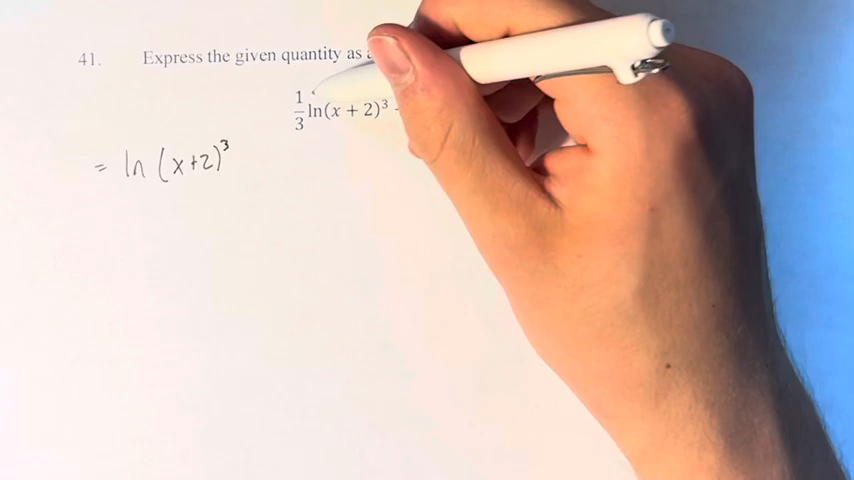 41. Express the given quantity as
1/3 ln(x + 2)³ -
= ln (x+2)³